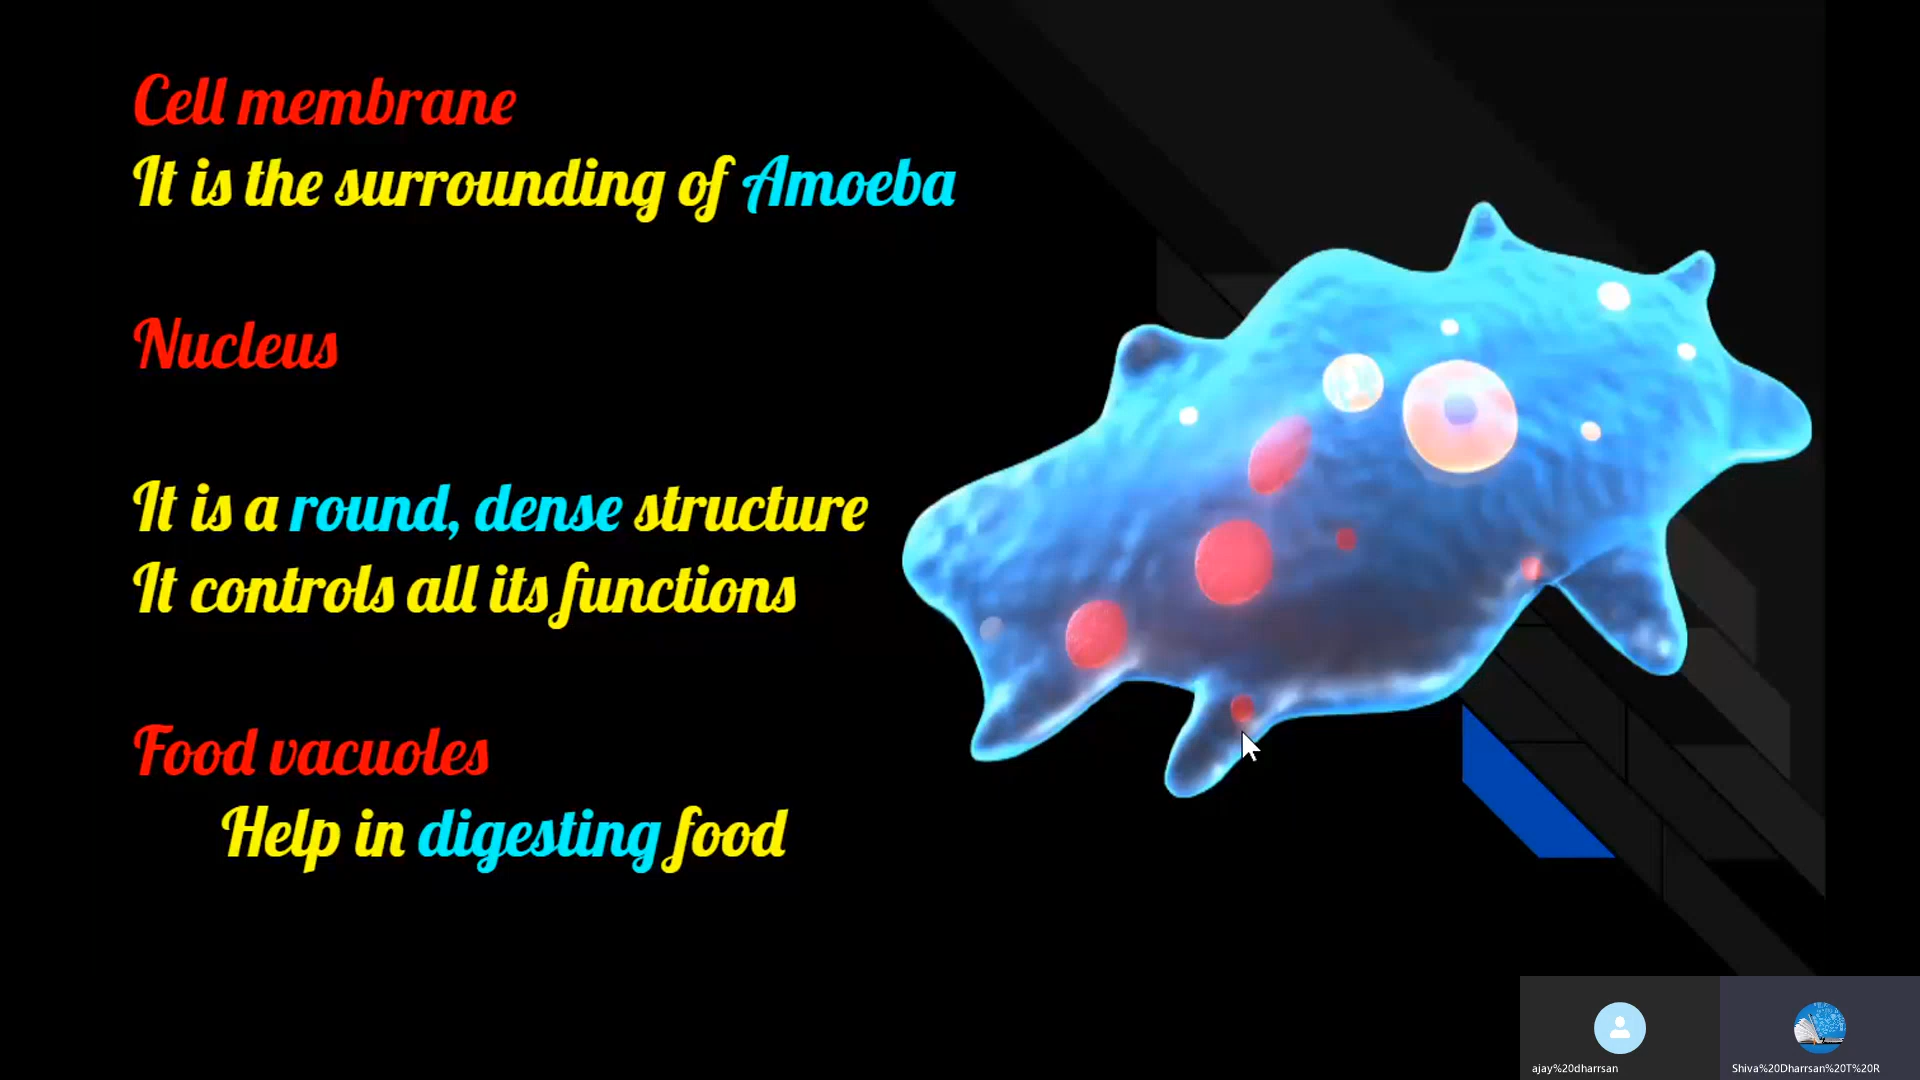 Cell membrane
It is the surrounding of Amoeba
Nucleus
It is a round, dense structure
It controls all its functions
Food vacuoles
Help in digesting food
ajay%20dharrsan
Shiva%20Dharrsan%20T%20R